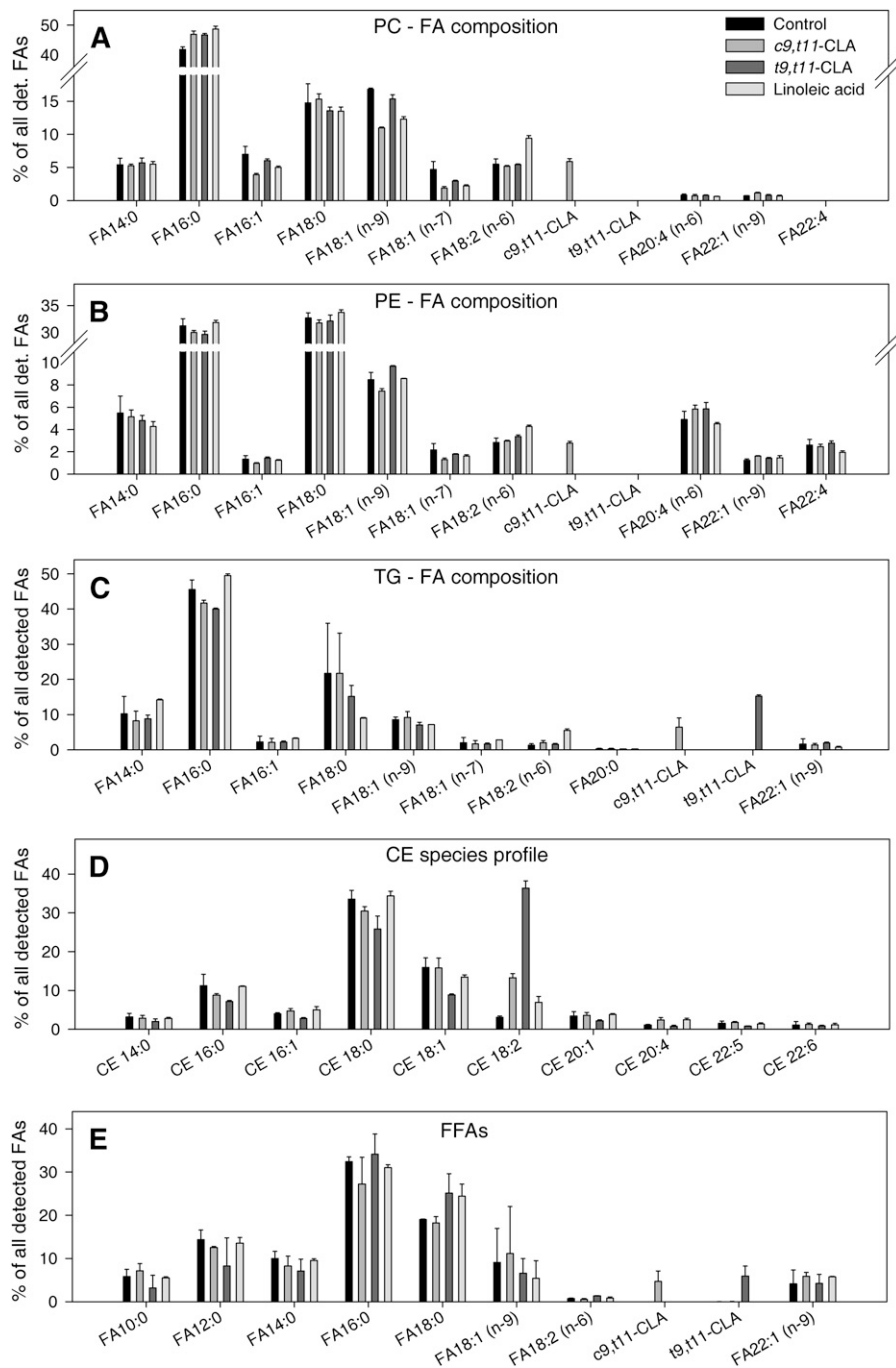 A
PC - FA composition
Control
c9,t11-CLA
t9,t11-CLA
Linoleic acid
% of all det. FAs
50
40
15
10
5
0
FA14:0 FA16:0 FA16:1 FA18:0 FA18:1 (n-9) FA18:1 (n-7) FA18:2 (n-6) c9,t11-CLA t9,t11-CLA FA20:4 (n-6) FA22:1 (n-9) FA22:4
B
PE - FA composition
% of all det. FAs
35
30
10
8
6
4
2
0
FA14:0 FA16:0 FA16:1 FA18:0 FA18:1 (n-9) FA18:1 (n-7) FA18:2 (n-6) c9,t11-CLA t9,t11-CLA FA20:4 (n-6) FA22:1 (n-9) FA22:4
C
TG - FA composition
% of all detected FAs
50
40
30
20
10
0
FA14:0 FA16:0 FA16:1 FA18:0 FA18:1 (n-9) FA18:1 (n-7) FA18:2 (n-6) FA20:0 c9,t11-CLA t9,t11-CLA FA22:1 (n-9)
D
CE species profile
% of all detected FAs
40
30
20
10
0
CE 14:0 CE 16:0 CE 16:1 CE 18:0 CE 18:1 CE 18:2 CE 20:1 CE 20:4 CE 22:5 CE 22:6
E
FFAs
% of all detected FAs
40
30
20
10
0
FA10:0 FA12:0 FA14:0 FA16:0 FA18:0 FA18:1 (n-9) FA18:2 (n-6) c9,t11-CLA t9,t11-CLA FA22:1 (n-9)